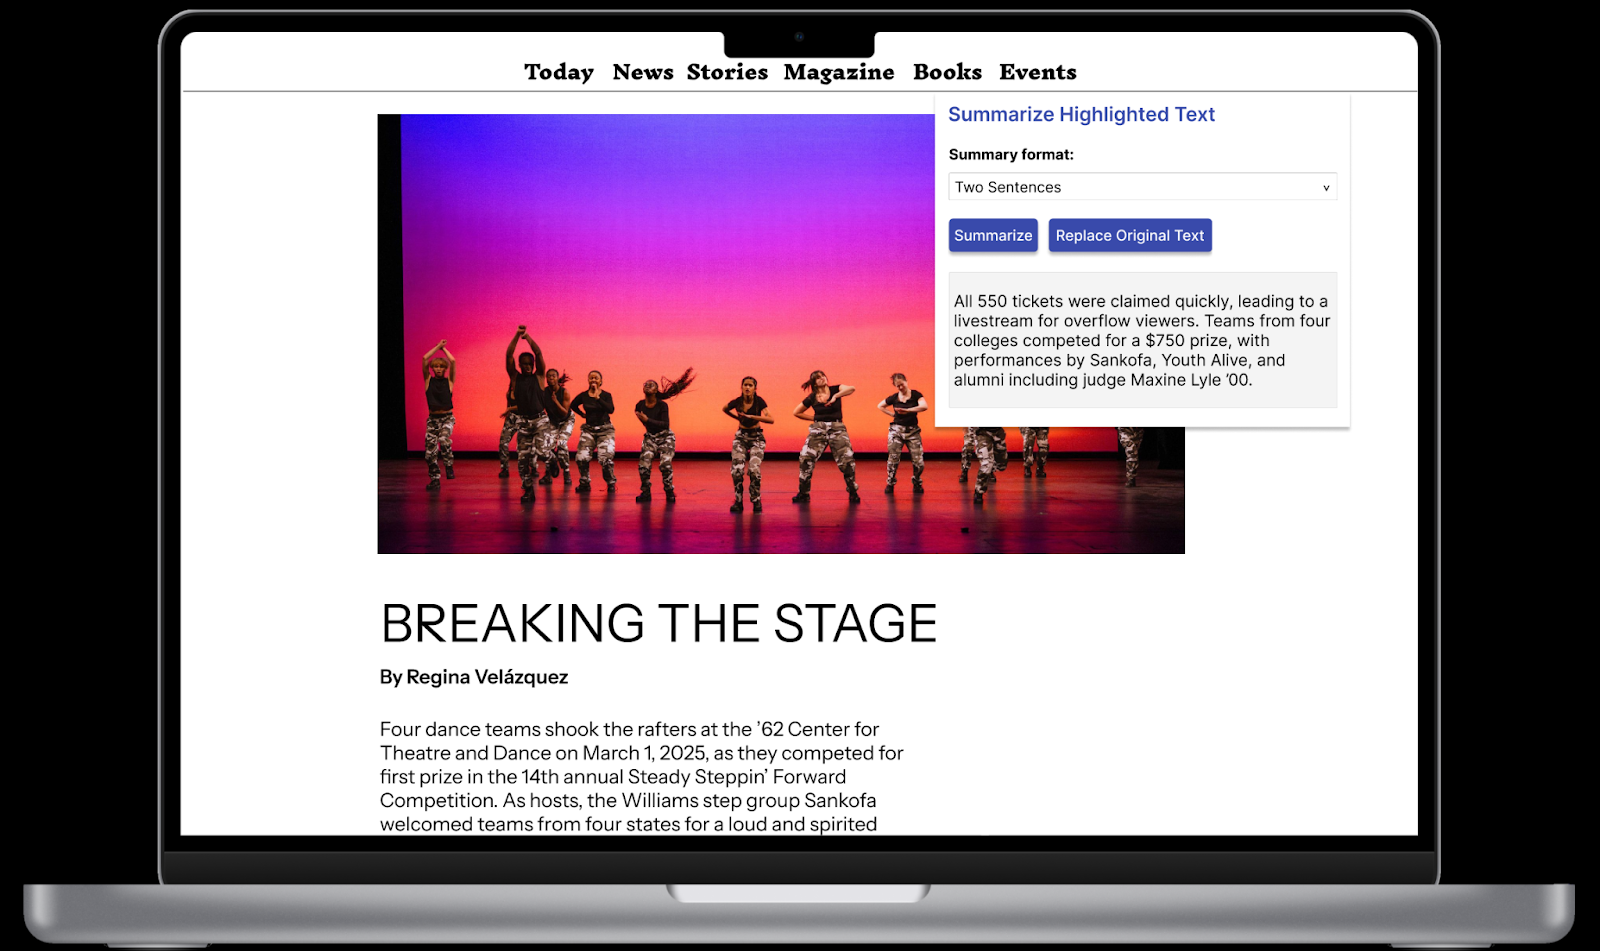 Today News Stories Magazine Books Events
Summarize Highlighted Text
Summary format:
Two Sentences v
Summarize Replace Original Text
All 550 tickets were claimed quickly, leading to a
livestream for overflow viewers. Teams from four
colleges competed for a $750 prize, with
performances by Sankofa, Youth Alive, and
alumni including judge Maxine Lyle ’00.
BREAKING THE STAGE
By Regina Velázquez
Four dance teams shook the rafters at the ’62 Center for
Theatre and Dance on March 1, 2025, as they competed for
first prize in the 14th annual Steady Steppin’ Forward
Competition. As hosts, the Williams step group Sankofa
welcomed teams from four states for a loud and spirited